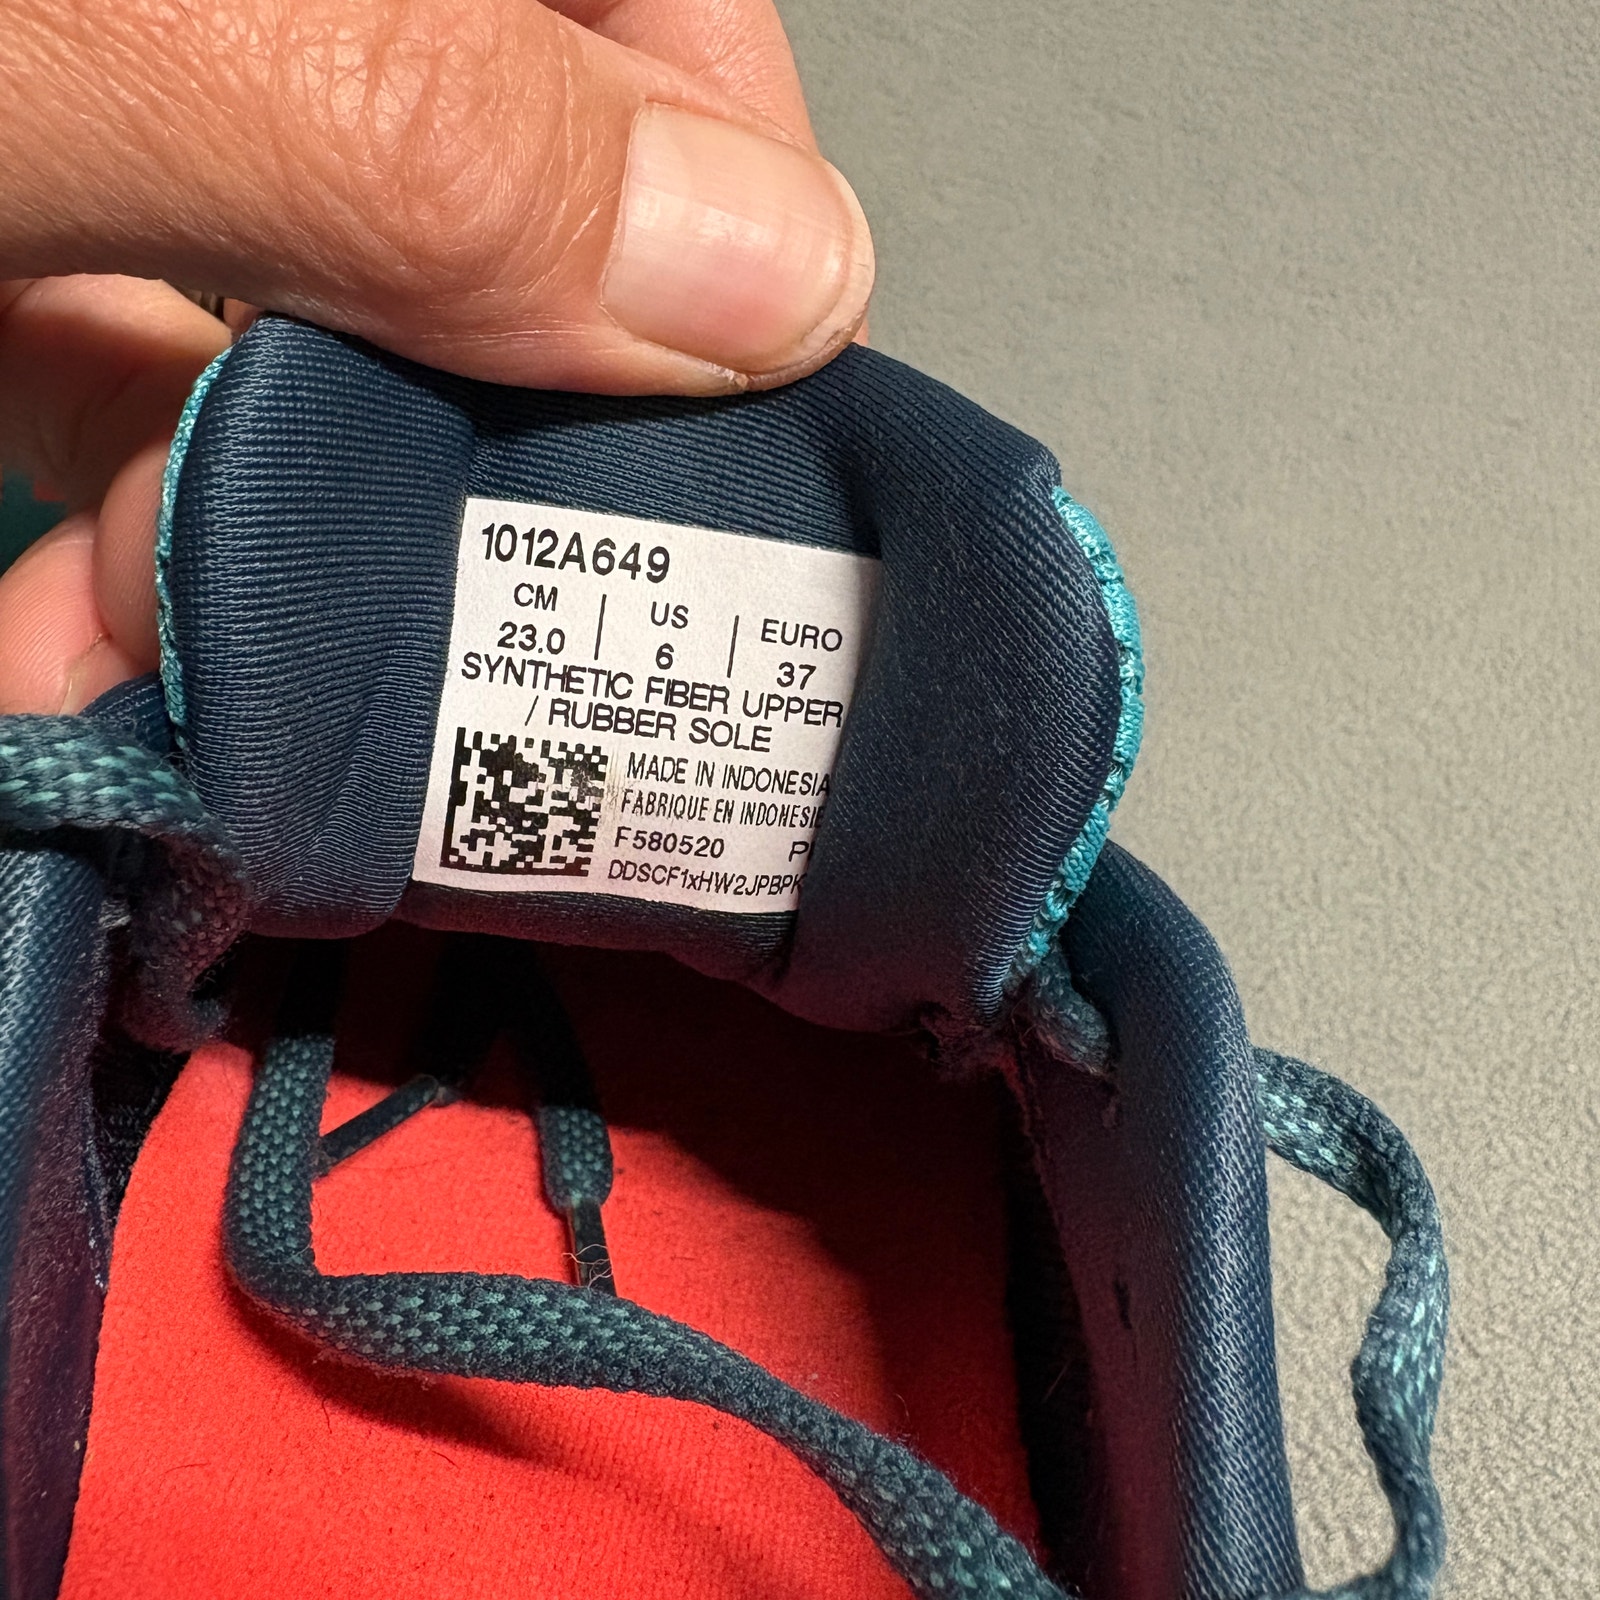 1012A649
CM | US | EURO
23.0 | 6 | 37
SYNTHETIC FIBER UPPER
/ RUBBER SOLE
MADE IN INDONESIA
FABRIQUE EN INDONESIE
F580520
DDSCF1xHW2JPBPK